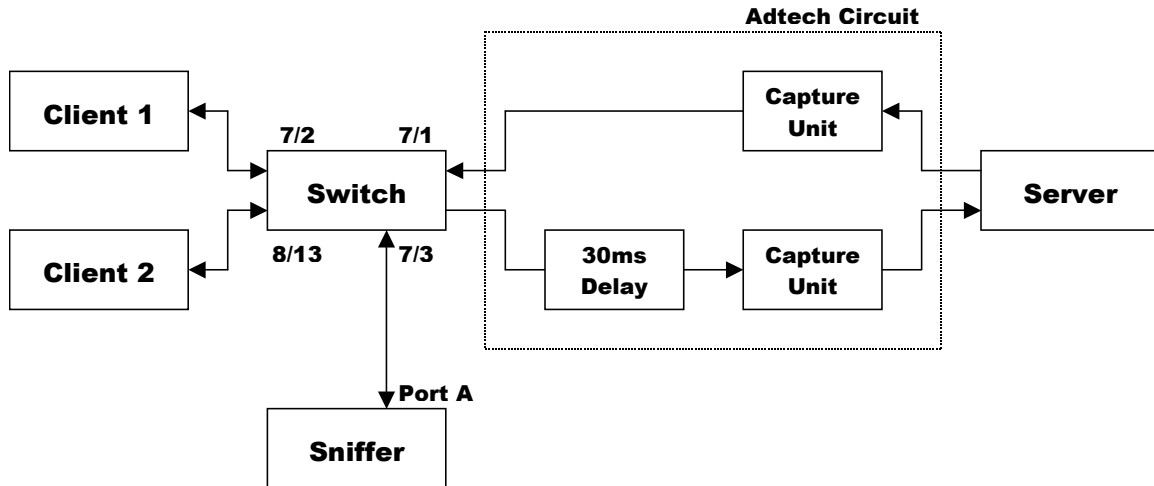 Adtech Circuit
Client 1
Capture
Unit
7/2
7/1
Switch
Server
Client 2
8/13
7/3
30ms
Delay
Capture
Unit
Port A
Sniffer